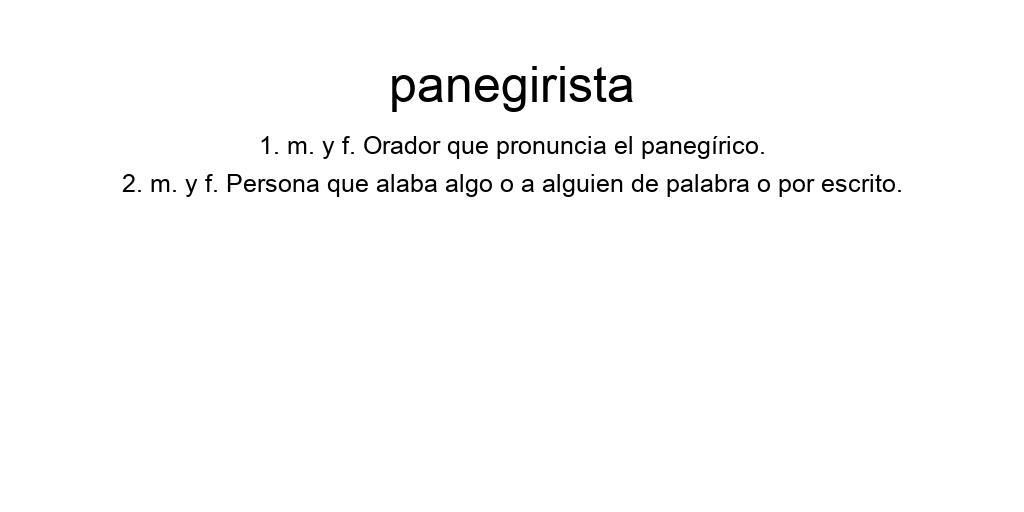 panegirista
1. m. y f. Orador que pronuncia el panegírico.
2. m. y f. Persona que alaba algo o a alguien de palabra o por escrito.